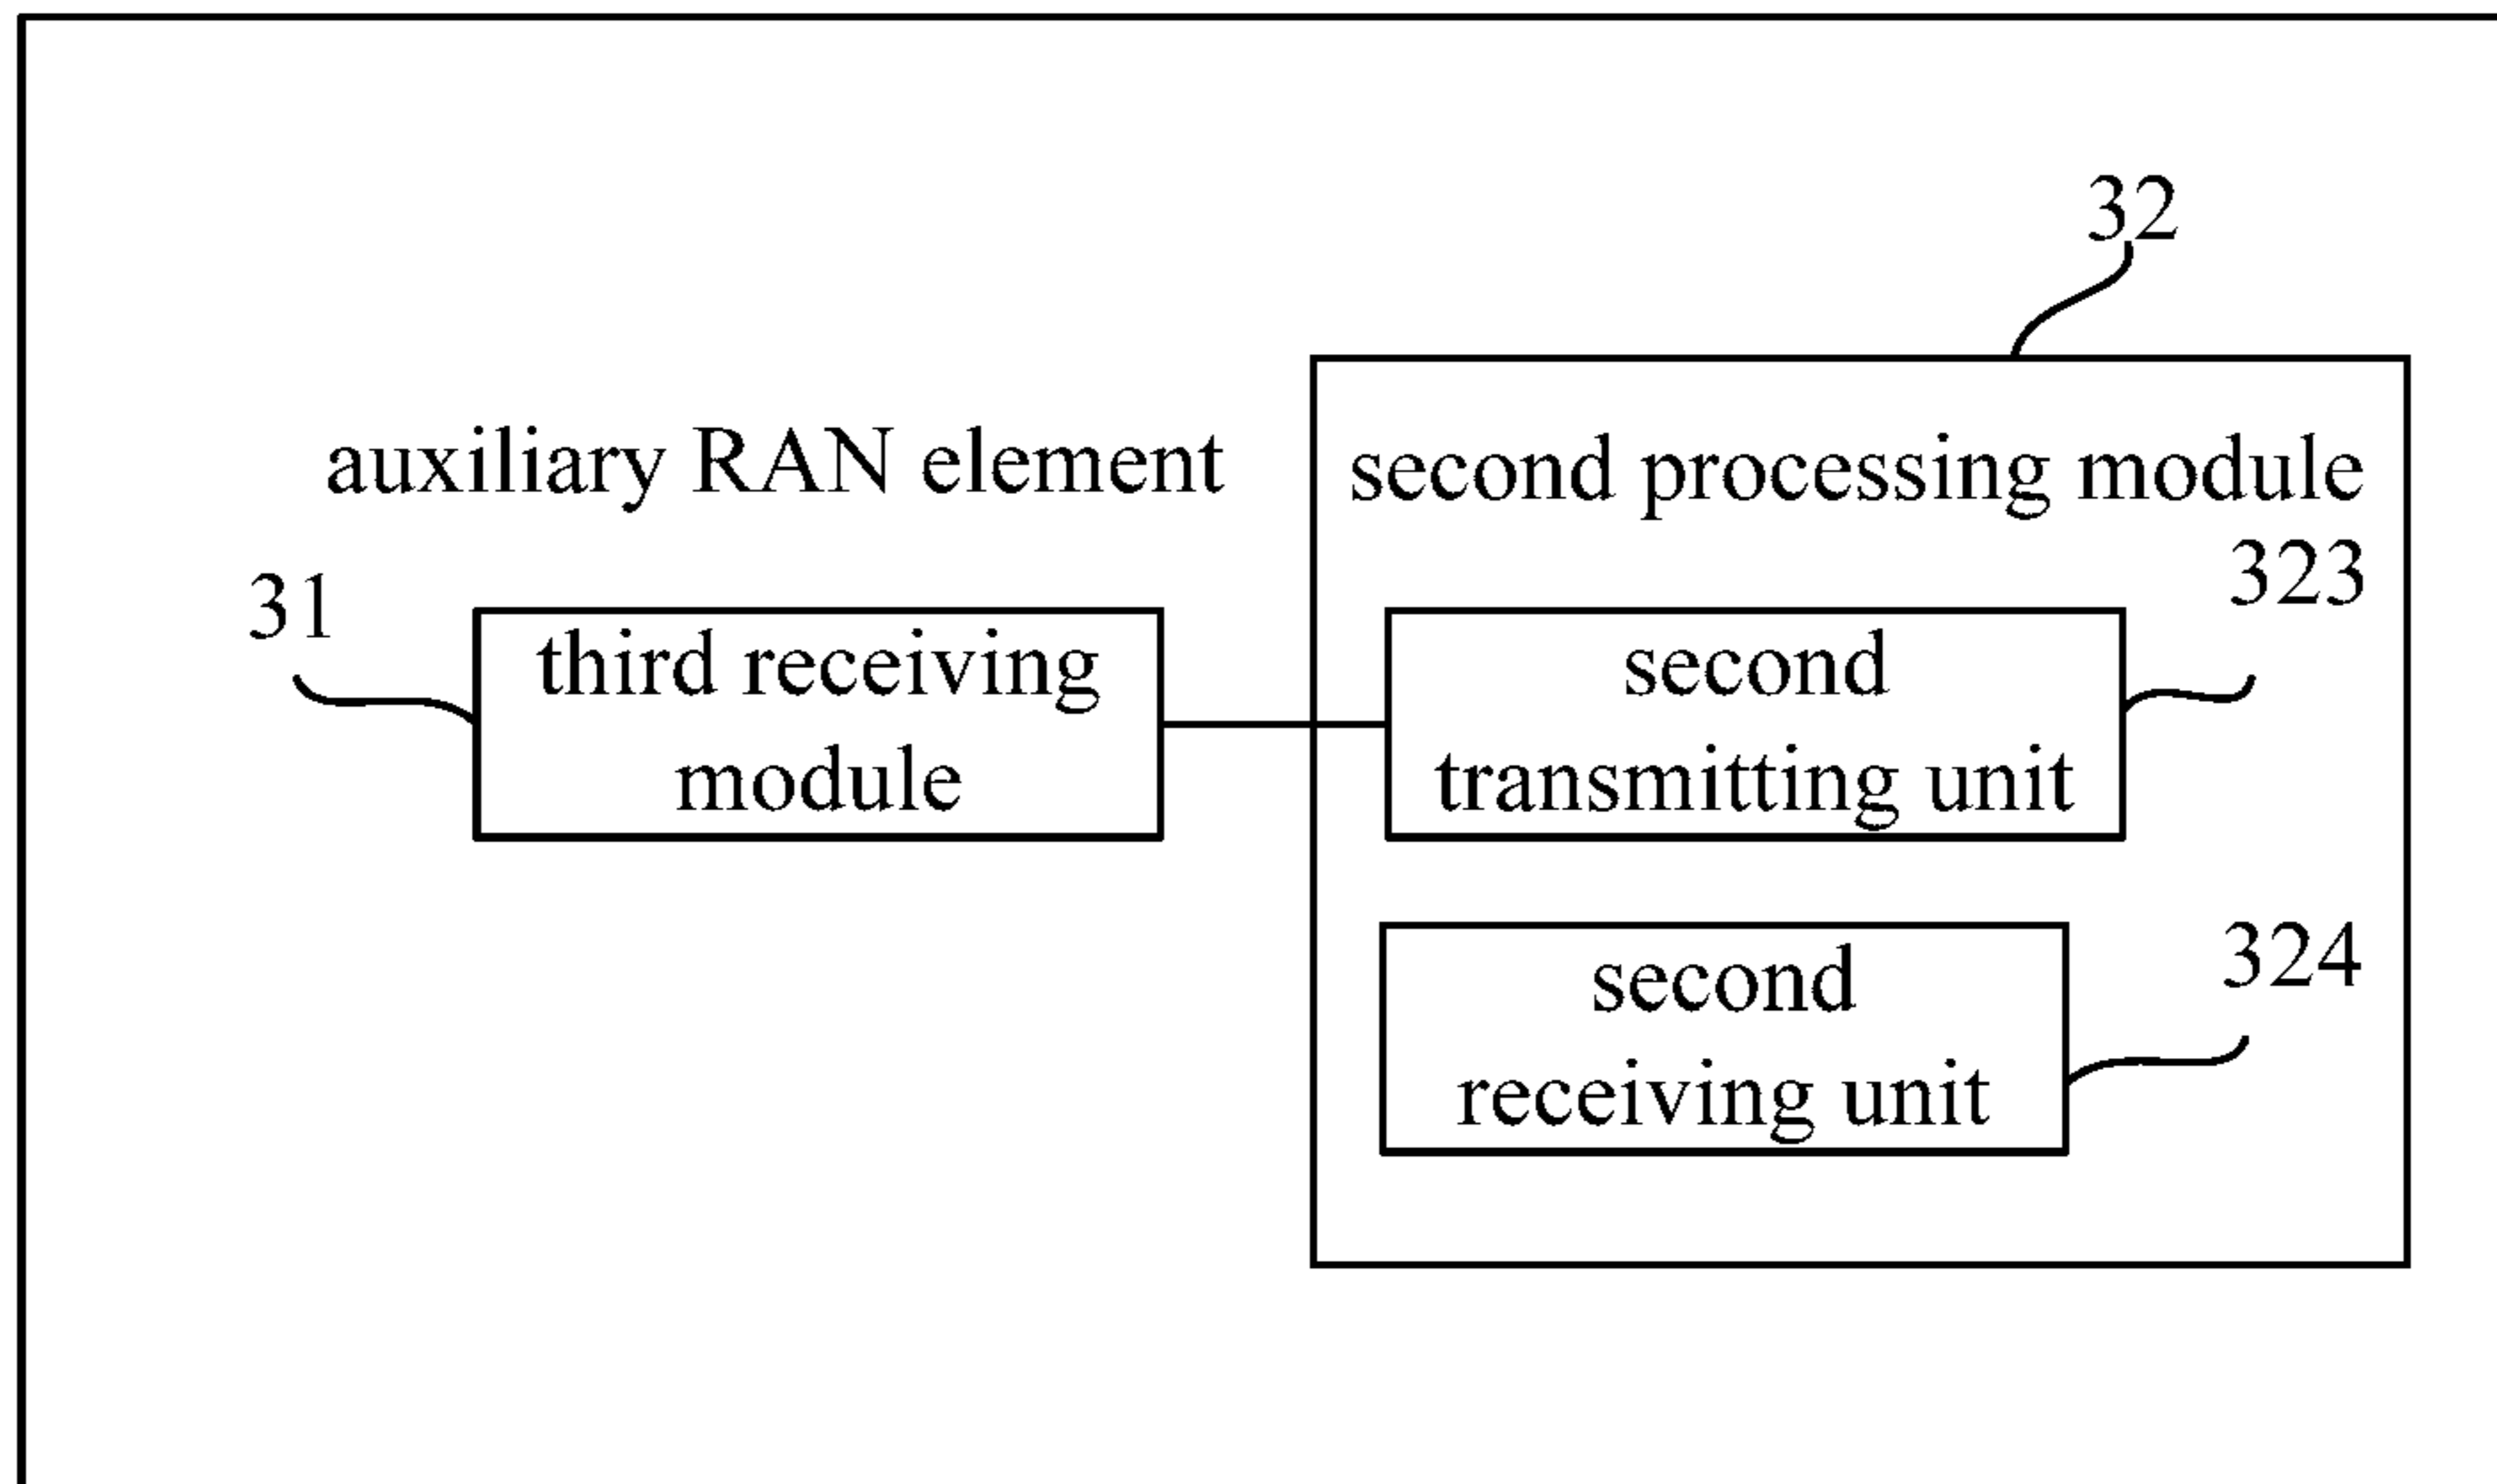 32
auxiliary RAN element
second processing module
31
323
third receiving
module
second
transmitting unit
324
second
receiving unit